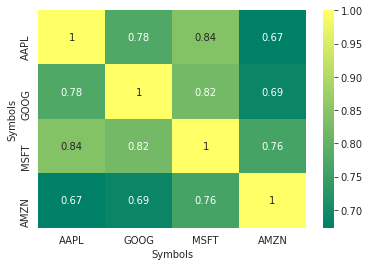 Symbols
AAPL
GOOG
MSFT
AMZN
1 0.78 0.84 0.67
0.78 1 0.82 0.69
0.84 0.82 1 0.76
0.67 0.69 0.76 1
AAPL GOOG MSFT AMZN
Symbols
1.00
0.95
0.90
0.85
0.80
0.75
0.70